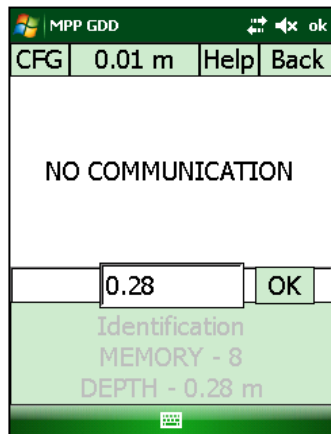 MPP GDD ok
CFG 0.01 m Help Back
NO COMMUNICATION
0.28 OK
Identification
MEMORY - 8
DEPTH - 0.28 m